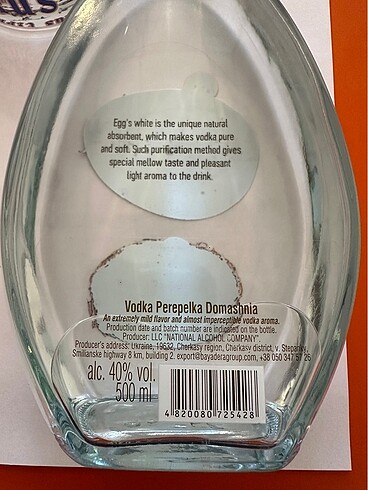 Egg's white is the unique natural
absorbent, which makes vodka pure
and soft. Such purification method gives
special mellow taste and pleasant
light aroma to the drink.
Vodka Perepelka Domashnia
An extremely mild flavor and almost imperceptible vodka aroma.
Production date and batch number are indicated on the bottle.
Producer: LLC "NATIONAL ALCOHOL COMPANY".
Producer's address: Ukraine, 19632, Cherkasy region, Cherkasy district, v. Stepanky,
Smilianske highway 8 km, building 2. export@bayaderagroup.com, +38 050 347 57 26
alc. 40% vol.
500 ml
4 820080 725428